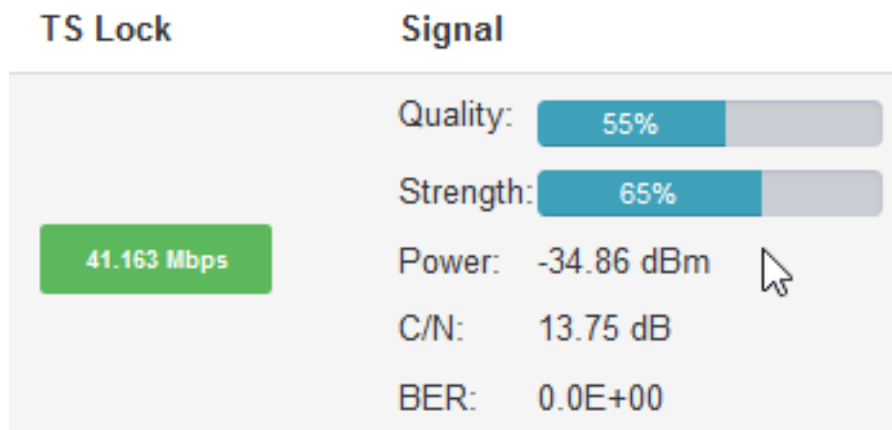 TS Lock Signal
Quality: 55%
Strength: 65%
41.163 Mbps
Power: -34.86 dBm
C/N: 13.75 dB
BER: 0.0E+00